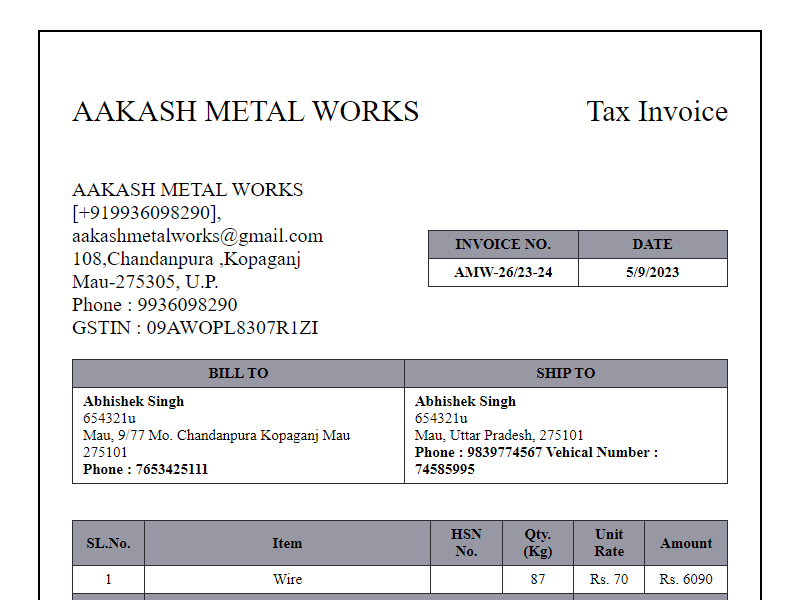 AAKASH METAL WORKS
Tax Invoice
AAKASH METAL WORKS
[+919936098290],
aakashmetalworks@gmail.com
108,Chandanpura ,Kopaganj
Mau-275305, U.P.
Phone : 9936098290
GSTIN : 09AWOPL8307R1ZI
INVOICE NO. DATE
AMW-26/23-24 5/9/2023
BILL TO
Abhishek Singh
654321u
Mau, 9/77 Mo. Chandanpura Kopaganj Mau
275101
Phone : 7653425111
SHIP TO
Abhishek Singh
654321u
Mau, Uttar Pradesh, 275101
Phone : 9839774567 Vehical Number :
74585995
SL.No. Item HSN No. Qty. (Kg) Unit Rate Amount
1 Wire 87 Rs. 70 Rs. 6090